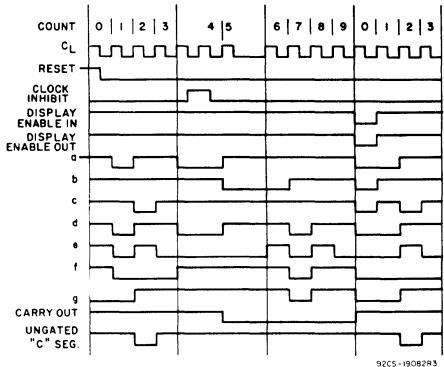 COUNT 0 1 2 3 4 5 6 7 8 9 0 1 2 3
CL
RESET
CLOCK
INHIBIT
DISPLAY
ENABLE IN
DISPLAY
ENABLE OUT
a
b
c
d
e
f
g
CARRY OUT
UNGATED
"C" SEG.
92CS-19082R3